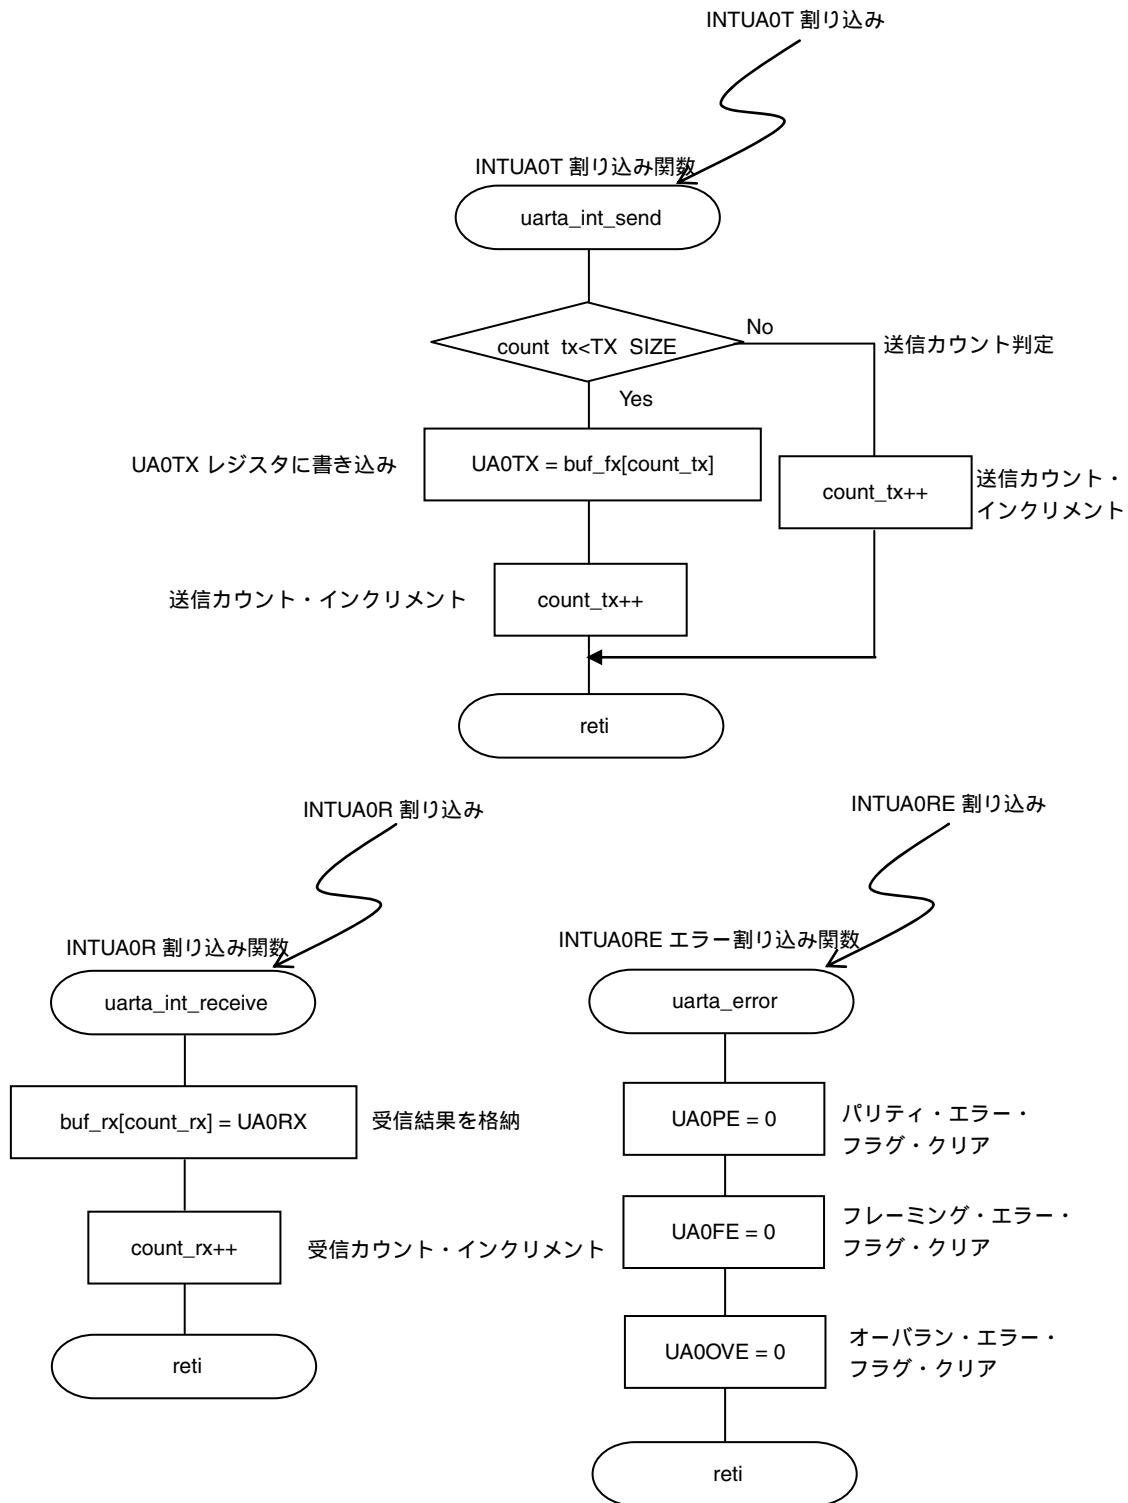 INTUA0T 割り込み
INTUA0T 割り込み関数
uarta_int_send
count tx<TX SIZE
No
送信カウント判定
Yes
UA0TX レジスタに書き込み
UA0TX = buf_fx[count_tx]
count_tx++
送信カウント・
インクリメント
送信カウント・インクリメント
count_tx++
reti
INTUA0R 割り込み
INTUA0R 割り込み関数
uarta_int_receive
buf_rx[count_rx] = UA0RX
受信結果を格納
count_rx++
受信カウント・インクリメント
reti
INTUA0RE 割り込み
INTUA0RE エラー割り込み関数
uarta_error
UA0PE = 0
パリティ・エラー・
フラグ・クリア
UA0FE = 0
フレーミング・エラー・
フラグ・クリア
UA0OVE = 0
オーバラン・エラー・
フラグ・クリア
reti